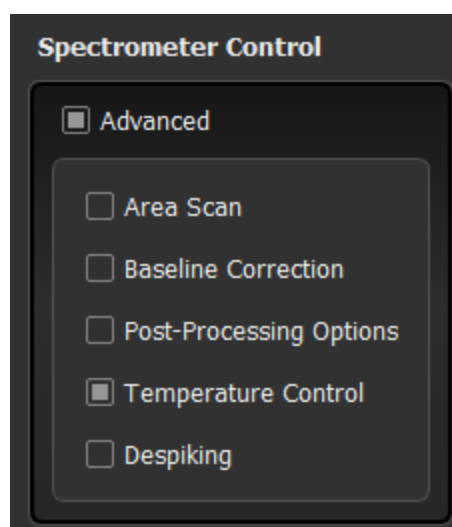 Spectrometer Control
Advanced
Area Scan
Baseline Correction
Post-Processing Options
Temperature Control
Despiking